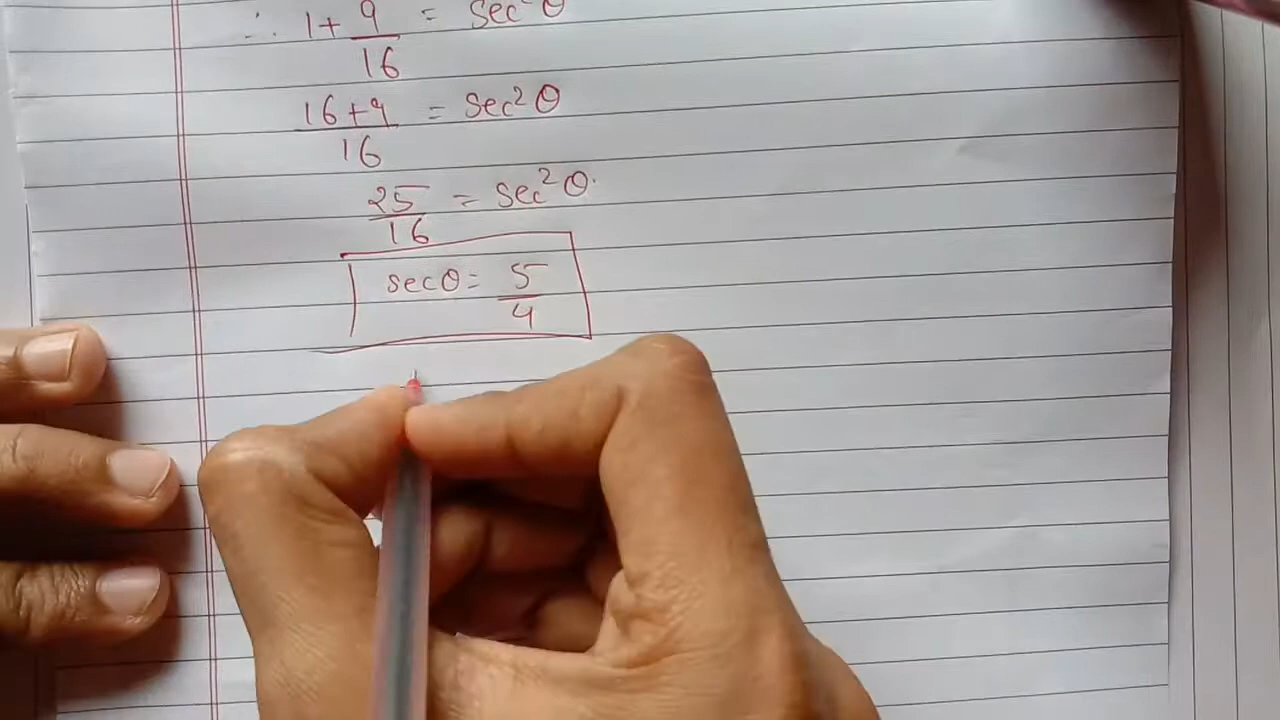 ∴ 1 + 9/16 = sec²θ
16+9/16 = sec²θ
25/16 = sec²θ.
secθ = 5/4